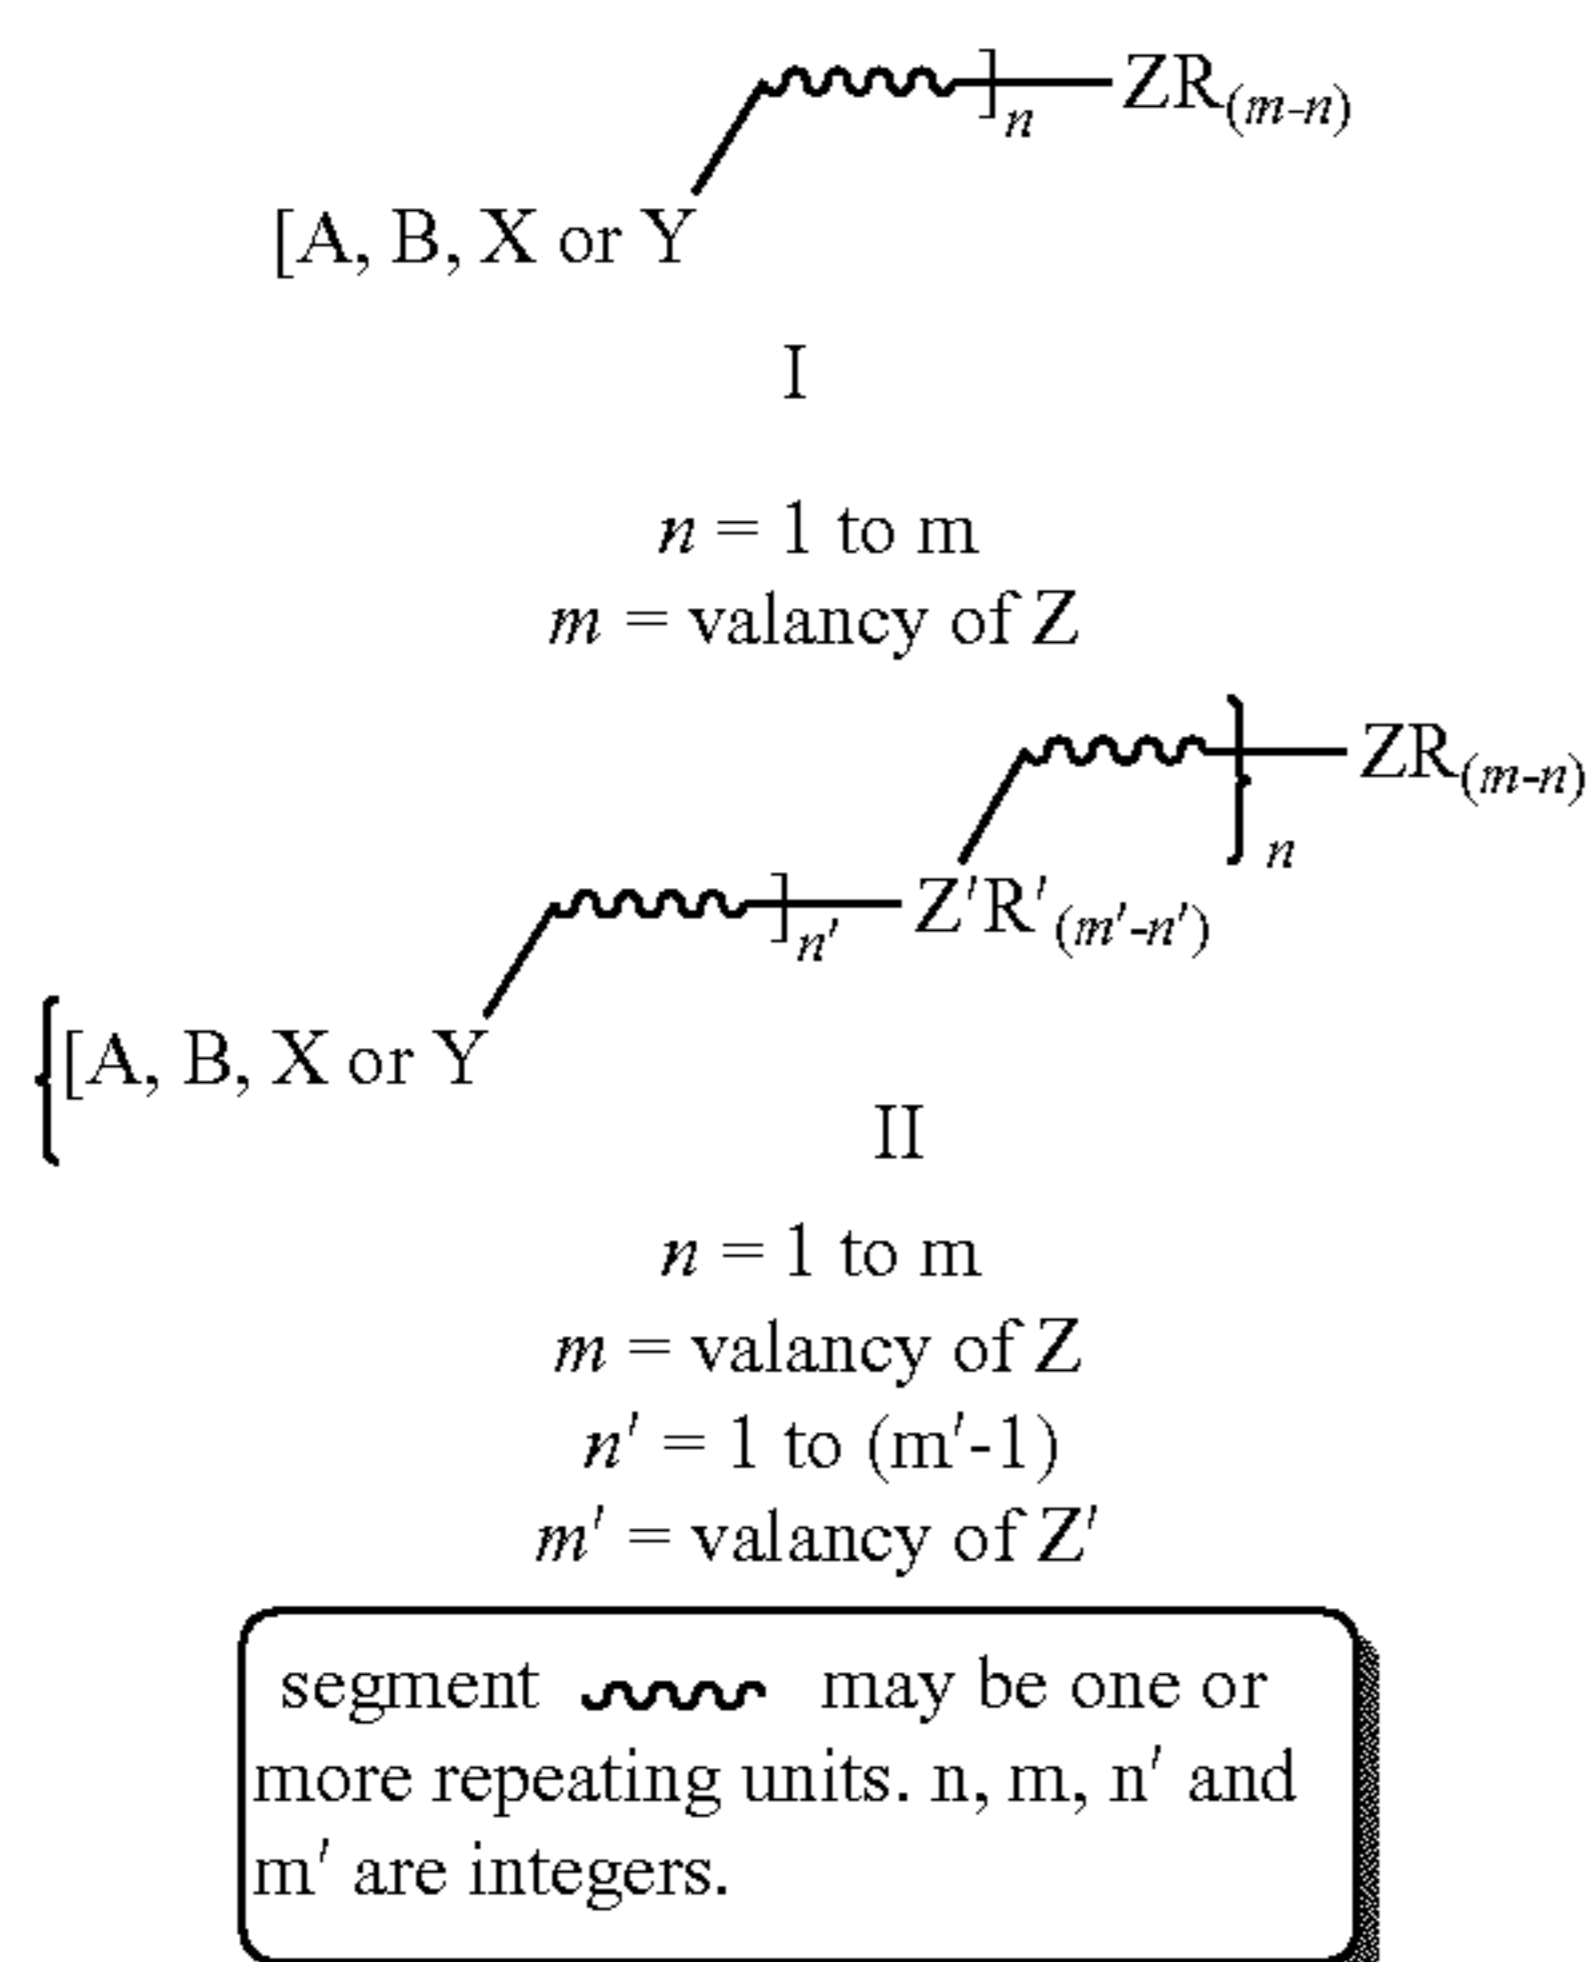 ]n ZR(m-n)
[A, B, X or Y
I
n = 1 to m
m = valancy of Z
}n ZR(m-n)
]n' Z'R'(m'-n')
{[A, B, X or Y
II
n = 1 to m
m = valancy of Z
n' = 1 to (m'-1)
m' = valancy of Z'
segment may be one or
more repeating units. n, m, n' and
m' are integers.